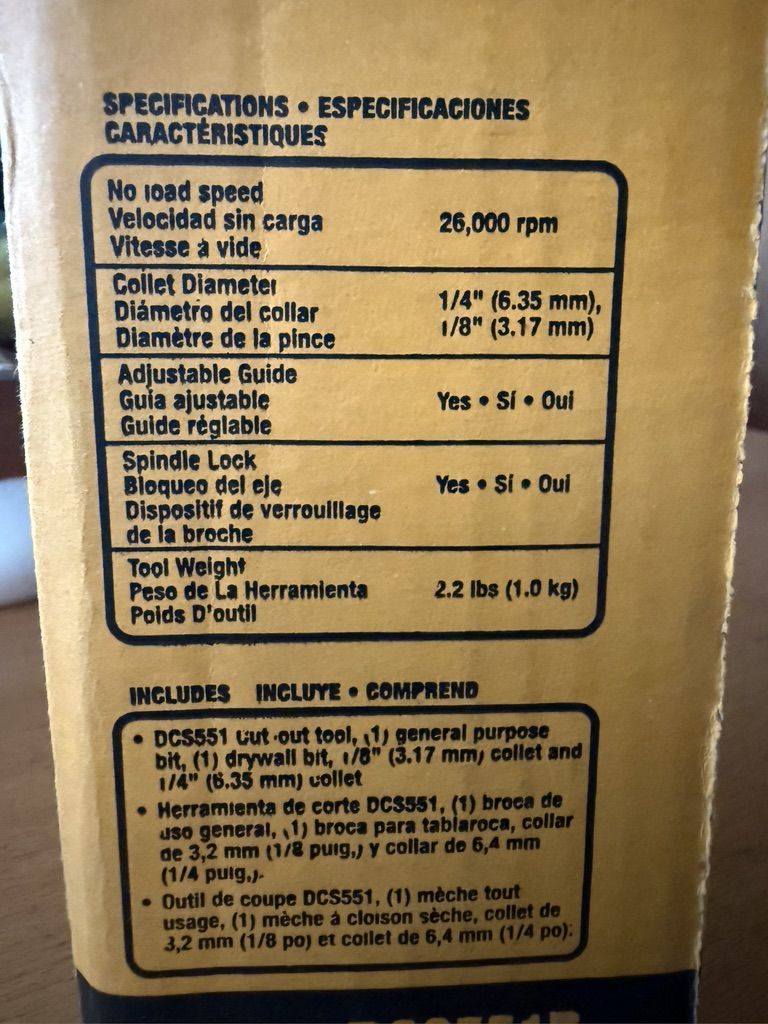 SPECIFICATIONS • ESPECIFICACIONES
CARACTÉRISTIQUES
No load speed
Velocidad sin carga
Vitesse à vide
26,000 rpm
Collet Diameter
Diámetro del collar
Diamètre de la pince
1/4" (6.35 mm),
1/8" (3.17 mm)
Adjustable Guide
Guía ajustable
Guide réglable
Yes • Sí • Oui
Spindle Lock
Bloqueo del eje
Dispositif de verrouillage
de la broche
Yes • Sí • Oui
Tool Weight
Peso de La Herramienta
Poids D'outil
2.2 lbs (1.0 kg)
INCLUDES INCLUYE • COMPREND
• DCS551 Cut-out tool, (1) general purpose
bit, (1) drywall bit, 1/8" (3.17 mm) collet and
1/4" (6.35 mm) collet
• Herramienta de corte DCS551, (1) broca de
uso general, (1) broca para tablaroca, collar
de 3,2 mm (1/8 puig,) y collar de 6,4 mm
(1/4 puig,).
• Outil de coupe DCS551, (1) mèche tout
usage, (1) mèche à cloison sèche, collet de
3,2 mm (1/8 po) et collet de 6,4 mm (1/4 po).